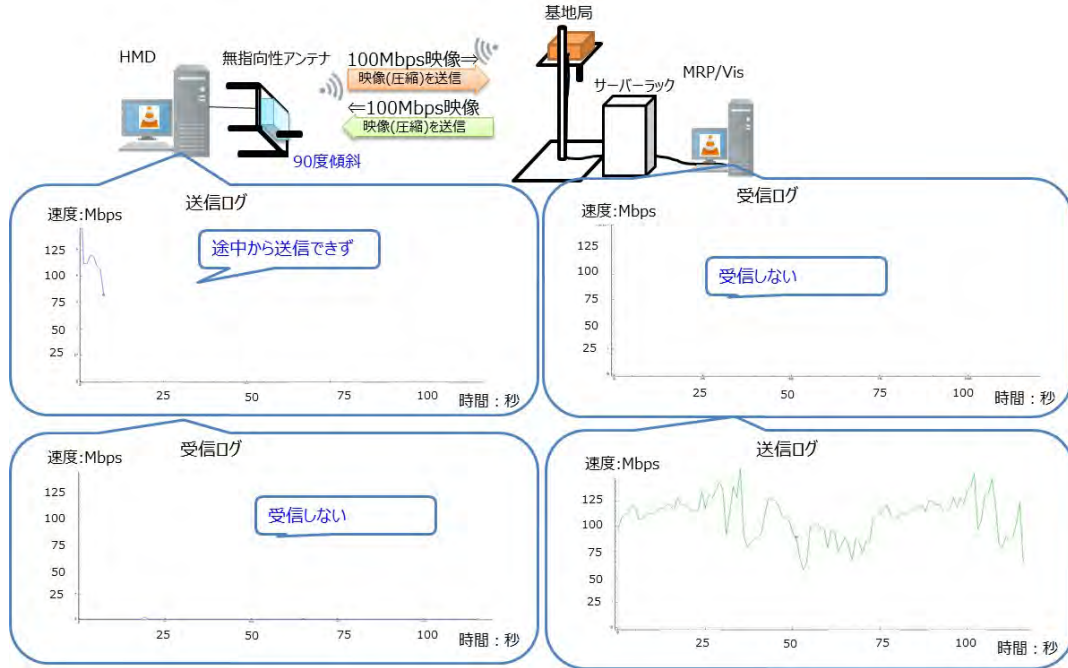 基地局
HMD
無指向性アンテナ
100Mbps映像⇒
映像(圧縮)を送信
⇐100Mbps映像
映像(圧縮)を送信
サーバーラック
MRP/Vis
90度傾斜
送信ログ
速度:Mbps
途中から送信できず
125
100
75
50
25
25
50
75
100
時間：秒
受信ログ
速度:Mbps
受信しない
125
100
75
50
25
25
50
75
100
時間：秒
受信ログ
速度:Mbps
受信しない
125
100
75
50
25
25
50
75
100
時間：秒
送信ログ
速度:Mbps
125
100
75
50
25
25
50
75
100
時間：秒